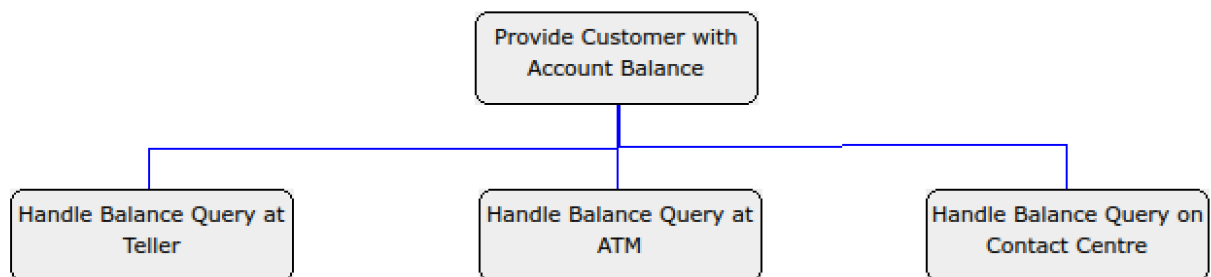 Provide Customer with
Account Balance
Handle Balance Query at
Teller
Handle Balance Query at
ATM
Handle Balance Query on
Contact Centre